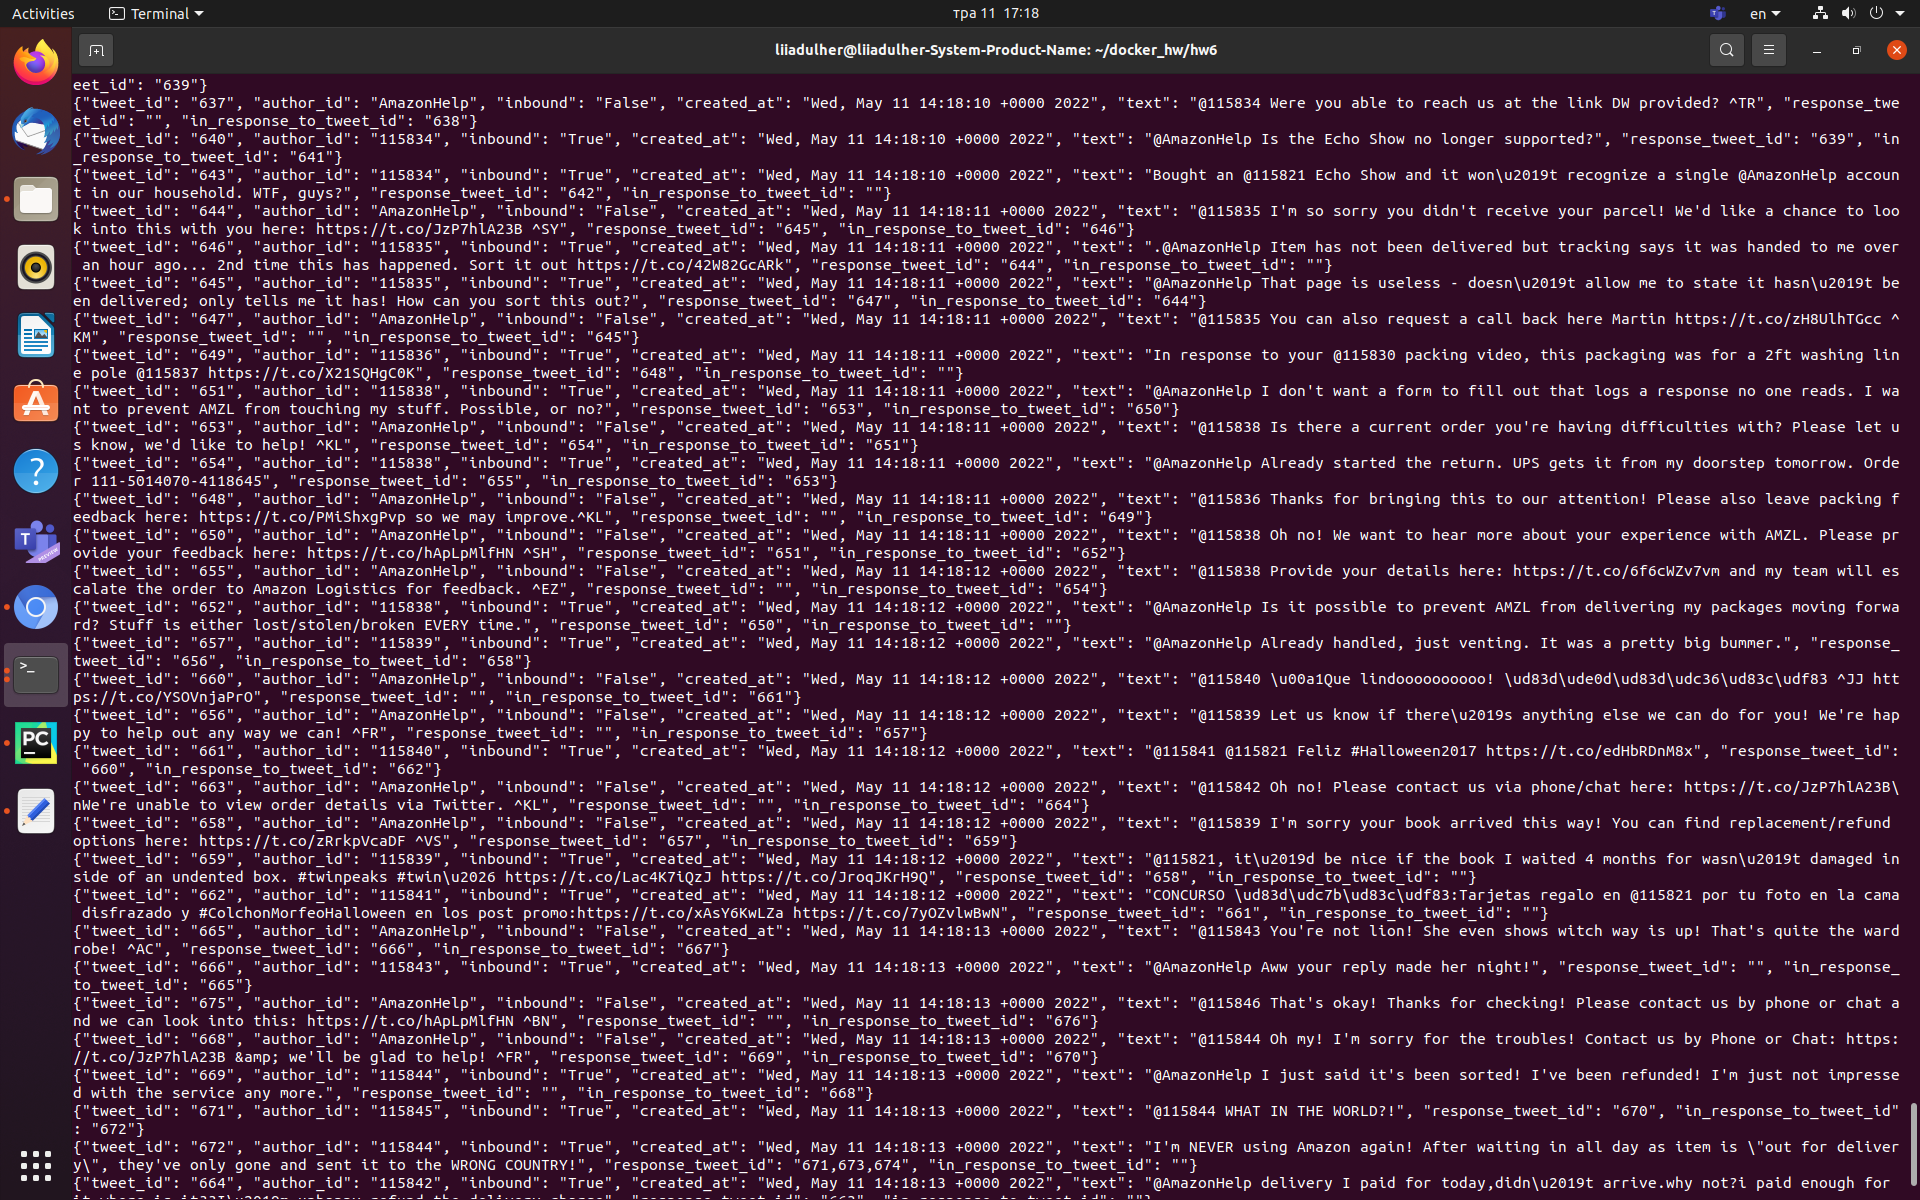 Activities
Terminal
тра 11 17:18
en
liiadulher@liiadulher-System-Product-Name: ~/docker_hw/hw6
eet_id": "639"}
{"tweet_id": "637", "author_id": "AmazonHelp", "inbound": "False", "created_at": "Wed, May 11 14:18:10 +0000 2022", "text": "@115834 Were you able to reach us at the link DW provided? ^TR", "response_twe
et_id": "", "in_response_to_tweet_id": "638"}
{"tweet_id": "640", "author_id": "115834", "inbound": "True", "created_at": "Wed, May 11 14:18:10 +0000 2022", "text": "@AmazonHelp Is the Echo Show no longer supported?", "response_tweet_id": "639", "in
_response_to_tweet_id": "641"}
{"tweet_id": "643", "author_id": "115834", "inbound": "True", "created_at": "Wed, May 11 14:18:10 +0000 2022", "text": "Bought an @115821 Echo Show and it won\u2019t recognize a single @AmazonHelp accoun
t in our household. WTF, guys?", "response_tweet_id": "642", "in_response_to_tweet_id": ""}
{"tweet_id": "644", "author_id": "AmazonHelp", "inbound": "False", "created_at": "Wed, May 11 14:18:11 +0000 2022", "text": "@115835 I'm so sorry you didn't receive your parcel! We'd like a chance to loo
k into this with you here: https://t.co/JzP7hlA23B ^SY", "response_tweet_id": "645", "in_response_to_tweet_id": "646"}
{"tweet_id": "646", "author_id": "115835", "inbound": "True", "created_at": "Wed, May 11 14:18:11 +0000 2022", "text": ".@AmazonHelp Item has not been delivered but tracking says it was handed to me over
 an hour ago... 2nd time this has happened. Sort it out https://t.co/42W82GcARk", "response_tweet_id": "644", "in_response_to_tweet_id": ""}
{"tweet_id": "645", "author_id": "115835", "inbound": "True", "created_at": "Wed, May 11 14:18:11 +0000 2022", "text": "@AmazonHelp That page is useless - doesn\u2019t allow me to state it hasn\u2019t be
en delivered; only tells me it has! How can you sort this out?", "response_tweet_id": "647", "in_response_to_tweet_id": "644"}
{"tweet_id": "647", "author_id": "AmazonHelp", "inbound": "False", "created_at": "Wed, May 11 14:18:11 +0000 2022", "text": "@115835 You can also request a call back here Martin https://t.co/zH8UlhTGcc ^
KM", "response_tweet_id": "", "in_response_to_tweet_id": "645"}
{"tweet_id": "649", "author_id": "115836", "inbound": "True", "created_at": "Wed, May 11 14:18:11 +0000 2022", "text": "In response to your @115830 packing video, this packaging was for a 2ft washing lin
e pole @115837 https://t.co/X21SQHgC0K", "response_tweet_id": "648", "in_response_to_tweet_id": ""}
{"tweet_id": "651", "author_id": "115838", "inbound": "True", "created_at": "Wed, May 11 14:18:11 +0000 2022", "text": "@AmazonHelp I don't want a form to fill out that logs a response no one reads. I wa
nt to prevent AMZL from touching my stuff. Possible, or no?", "response_tweet_id": "653", "in_response_to_tweet_id": "650"}
{"tweet_id": "653", "author_id": "AmazonHelp", "inbound": "False", "created_at": "Wed, May 11 14:18:11 +0000 2022", "text": "@115838 Is there a current order you're having difficulties with? Please let u
s know, we'd like to help! ^KL", "response_tweet_id": "654", "in_response_to_tweet_id": "651"}
{"tweet_id": "654", "author_id": "115838", "inbound": "True", "created_at": "Wed, May 11 14:18:11 +0000 2022", "text": "@AmazonHelp Already started the return. UPS gets it from my doorstep tomorrow. Orde
r 111-5014070-4118645", "response_tweet_id": "655", "in_response_to_tweet_id": "653"}
{"tweet_id": "648", "author_id": "AmazonHelp", "inbound": "False", "created_at": "Wed, May 11 14:18:11 +0000 2022", "text": "@115836 Thanks for bringing this to our attention! Please also leave packing f
eedback here: https://t.co/PMiShxgPvp so we may improve.^KL", "response_tweet_id": "", "in_response_to_tweet_id": "649"}
{"tweet_id": "650", "author_id": "AmazonHelp", "inbound": "False", "created_at": "Wed, May 11 14:18:11 +0000 2022", "text": "@115838 Oh no! We want to hear more about your experience with AMZL. Please pr
ovide your feedback here: https://t.co/hApLpMlfHN ^SH", "response_tweet_id": "651", "in_response_to_tweet_id": "652"}
{"tweet_id": "655", "author_id": "AmazonHelp", "inbound": "False", "created_at": "Wed, May 11 14:18:12 +0000 2022", "text": "@115838 Provide your details here: https://t.co/6f6cWZv7vm and my team will es
calate the order to Amazon Logistics for feedback. ^EZ", "response_tweet_id": "", "in_response_to_tweet_id": "654"}
{"tweet_id": "652", "author_id": "115838", "inbound": "True", "created_at": "Wed, May 11 14:18:12 +0000 2022", "text": "@AmazonHelp Is it possible to prevent AMZL from delivering my packages moving forwa
rd? Stuff is either lost/stolen/broken EVERY time.", "response_tweet_id": "650", "in_response_to_tweet_id": ""}
{"tweet_id": "657", "author_id": "115839", "inbound": "True", "created_at": "Wed, May 11 14:18:12 +0000 2022", "text": "@AmazonHelp Already handled, just venting. It was a pretty big bummer.", "response_
tweet_id": "656", "in_response_to_tweet_id": "658"}
{"tweet_id": "660", "author_id": "AmazonHelp", "inbound": "False", "created_at": "Wed, May 11 14:18:12 +0000 2022", "text": "@115840 \u00a1Que lindoooooooooo! \ud83d\ude0d\ud83d\udc36\ud83c\udf83 ^JJ htt
ps://t.co/YSOVnjaPrO", "response_tweet_id": "", "in_response_to_tweet_id": "661"}
{"tweet_id": "656", "author_id": "AmazonHelp", "inbound": "False", "created_at": "Wed, May 11 14:18:12 +0000 2022", "text": "@115839 Let us know if there\u2019s anything else we can do for you! We're hap
py to help out any way we can! ^FR", "response_tweet_id": "", "in_response_to_tweet_id": "657"}
{"tweet_id": "661", "author_id": "115840", "inbound": "True", "created_at": "Wed, May 11 14:18:12 +0000 2022", "text": "@115841 @115821 Feliz #Halloween2017 https://t.co/edHbRDnM8x", "response_tweet_id":
 "660", "in_response_to_tweet_id": "662"}
{"tweet_id": "663", "author_id": "AmazonHelp", "inbound": "False", "created_at": "Wed, May 11 14:18:12 +0000 2022", "text": "@115842 Oh no! Please contact us via phone/chat here: https://t.co/JzP7hlA23B\
nWe're unable to view order details via Twitter. ^KL", "response_tweet_id": "", "in_response_to_tweet_id": "664"}
{"tweet_id": "658", "author_id": "AmazonHelp", "inbound": "False", "created_at": "Wed, May 11 14:18:12 +0000 2022", "text": "@115839 I'm sorry your book arrived this way! You can find replacement/refund 
options here: https://t.co/zRrkpVcaDF ^VS", "response_tweet_id": "657", "in_response_to_tweet_id": "659"}
{"tweet_id": "659", "author_id": "115839", "inbound": "True", "created_at": "Wed, May 11 14:18:12 +0000 2022", "text": "@115821, it\u2019d be nice if the book I waited 4 months for wasn\u2019t damaged in
side of an undented box. #twinpeaks #twin\u2026 https://t.co/Lac4K7iQzJ https://t.co/JroqJKrH9Q", "response_tweet_id": "658", "in_response_to_tweet_id": ""}
{"tweet_id": "662", "author_id": "115841", "inbound": "True", "created_at": "Wed, May 11 14:18:12 +0000 2022", "text": "CONCURSO \ud83d\udc7b\ud83c\udf83:Tarjetas regalo en @115821 por tu foto en la cama
 disfrazado y #ColchonMorfeoHalloween en los post promo:https://t.co/xAsY6KwLZa https://t.co/7yOZvlwBwN", "response_tweet_id": "661", "in_response_to_tweet_id": ""}
{"tweet_id": "665", "author_id": "AmazonHelp", "inbound": "False", "created_at": "Wed, May 11 14:18:13 +0000 2022", "text": "@115843 You're not lion! She even shows witch way is up! That's quite the ward
robe! ^AC", "response_tweet_id": "666", "in_response_to_tweet_id": "667"}
{"tweet_id": "666", "author_id": "115843", "inbound": "True", "created_at": "Wed, May 11 14:18:13 +0000 2022", "text": "@AmazonHelp Aww your reply made her night!", "response_tweet_id": "", "in_response_
to_tweet_id": "665"}
{"tweet_id": "675", "author_id": "AmazonHelp", "inbound": "False", "created_at": "Wed, May 11 14:18:13 +0000 2022", "text": "@115846 That's okay! Thanks for checking! Please contact us by phone or chat a
nd we can look into this: https://t.co/hApLpMlfHN ^BN", "response_tweet_id": "", "in_response_to_tweet_id": "676"}
{"tweet_id": "668", "author_id": "AmazonHelp", "inbound": "False", "created_at": "Wed, May 11 14:18:13 +0000 2022", "text": "@115844 Oh my! I'm sorry for the troubles! Contact us by Phone or Chat: https:
//t.co/JzP7hlA23B &amp; we'll be glad to help! ^FR", "response_tweet_id": "669", "in_response_to_tweet_id": "670"}
{"tweet_id": "669", "author_id": "115844", "inbound": "True", "created_at": "Wed, May 11 14:18:13 +0000 2022", "text": "@AmazonHelp I just said it's been sorted! I've been refunded! I'm just not impresse
d with the service any more.", "response_tweet_id": "", "in_response_to_tweet_id": "668"}
{"tweet_id": "671", "author_id": "115845", "inbound": "True", "created_at": "Wed, May 11 14:18:13 +0000 2022", "text": "@115844 WHAT IN THE WORLD?!", "response_tweet_id": "670", "in_response_to_tweet_id"
: "672"}
{"tweet_id": "672", "author_id": "115844", "inbound": "True", "created_at": "Wed, May 11 14:18:13 +0000 2022", "text": "I'm NEVER using Amazon again! After waiting in all day as item is \"out for deliver
y\", they've only gone and sent it to the WRONG COUNTRY!", "response_tweet_id": "671,673,674", "in_response_to_tweet_id": ""}
{"tweet_id": "664", "author_id": "115842", "inbound": "True", "created_at": "Wed, May 11 14:18:13 +0000 2022", "text": "@AmazonHelp delivery I paid for today,didn\u2019t arrive.why not?i paid enough for